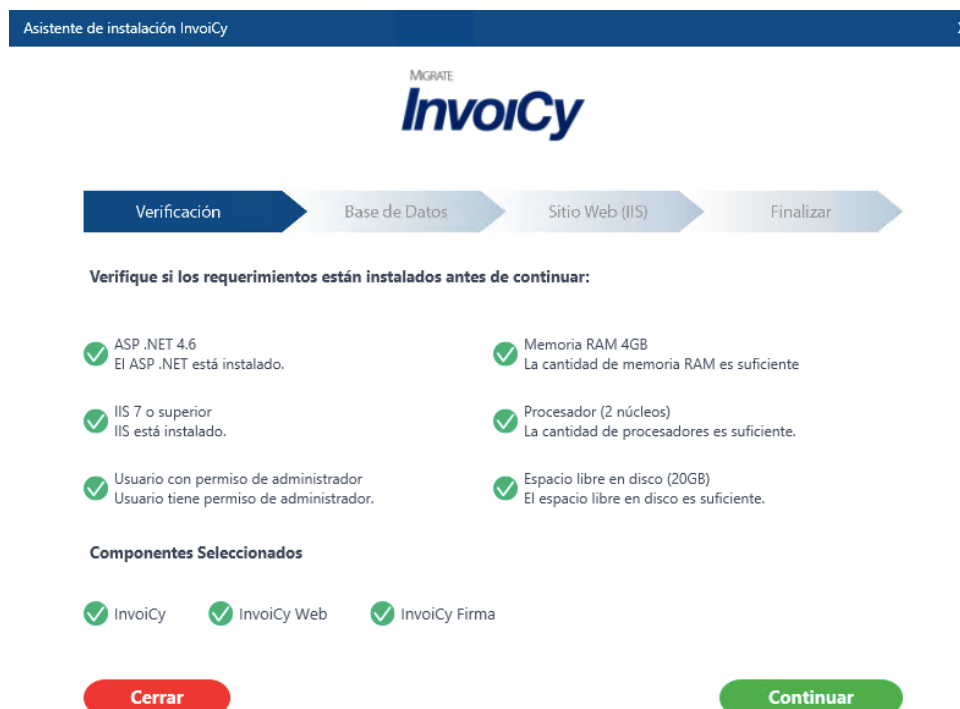 Asistente de instalación InvoiCy
MIGRATE
InvoiCy
Verificación
Base de Datos
Sitio Web (IIS)
Finalizar
Verifique si los requerimientos están instalados antes de continuar:
ASP .NET 4.6
El ASP .NET está instalado.
Memoria RAM 4GB
La cantidad de memoria RAM es suficiente
IIS 7 o superior
IIS está instalado.
Procesador (2 núcleos)
La cantidad de procesadores es suficiente.
Usuario con permiso de administrador
Usuario tiene permiso de administrador.
Espacio libre en disco (20GB)
El espacio libre en disco es suficiente.
Componentes Seleccionados
InvoiCy
InvoiCy Web
InvoiCy Firma
Cerrar
Continuar